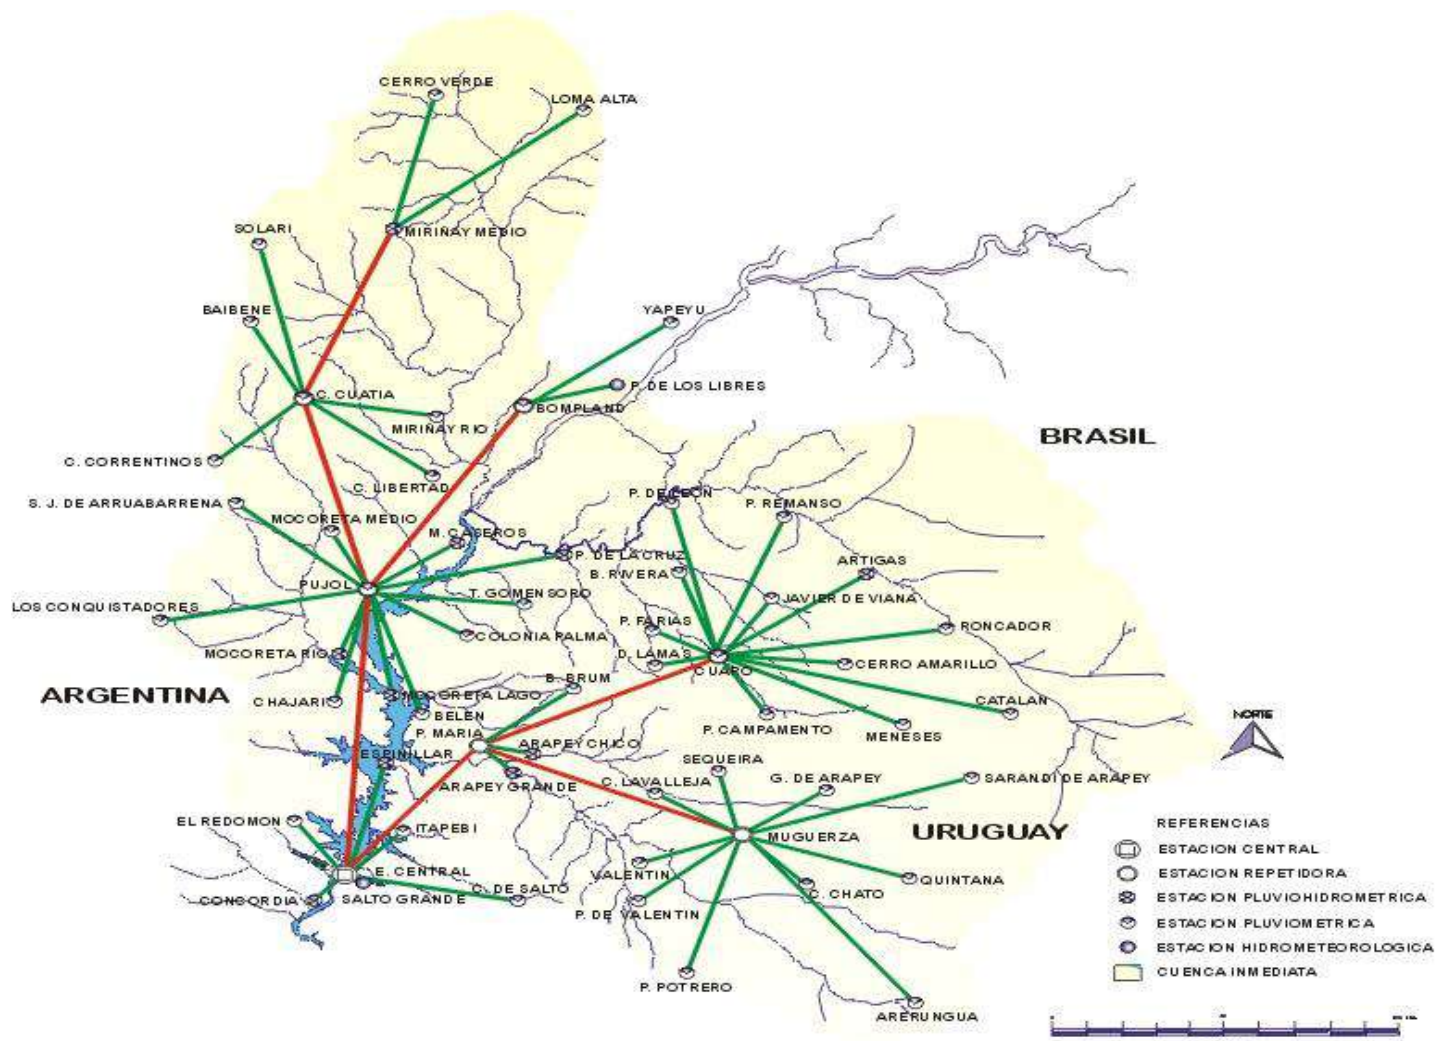 CERRO VERDE
LOMA ALTA
SOLARI
MIRIÑAY MEDIO
BAIBENE
YAPEYU
P. DE LOS LIBRES
C. CUATIA
BOMPLAND
MIRIÑAY RIO
BRASIL
C. CORRENTINOS
C. LIBERTAD
P. DE LEON
P. REMANSO
S. J. DE ARRUABARRENA
MOCORETA MEDIO
M. CASEROS
P. DE LA CRUZ
ARTIGAS
B. RIVERA
PUJOL
T. GOMENSORO
JAVIER DE VIANA
LOS CONQUISTADORES
P. FARIAS
RONCADOR
COLONIA PALMA
MOCORETA RIO
D. LAMAS
CERRO AMARILLO
CUARO
B. BRUM
ARGENTINA
MOCORETA LAGO
CHAJARI
CATALAN
BELEN
P. CAMPAMENTO
MENESES
NORTE
P. MARIA
ARAPEY CHICO
ESPINILLAR
SEQUEIRA
ARAPEY GRANDE
C. LAVALLEJA
G. DE ARAPEY
SARANDI DE ARAPEY
EL REDOMON
ITAPEBI
MUGUERZA
URUGUAY
E. CENTRAL
VALENTIN
QUINTANA
C. DE SALTO
C. CHATO
CONCORDIA
SALTO GRANDE
P. DE VALENTIN
P. POTRERO
ARERUNGUA
REFERENCIAS
ESTACION CENTRAL
ESTACION REPETIDORA
ESTACION PLUVIOHIDROMETRICA
ESTACION PLUVIOMETRICA
ESTACION HIDROMETEOROLOGICA
CUENCA INMEDIATA